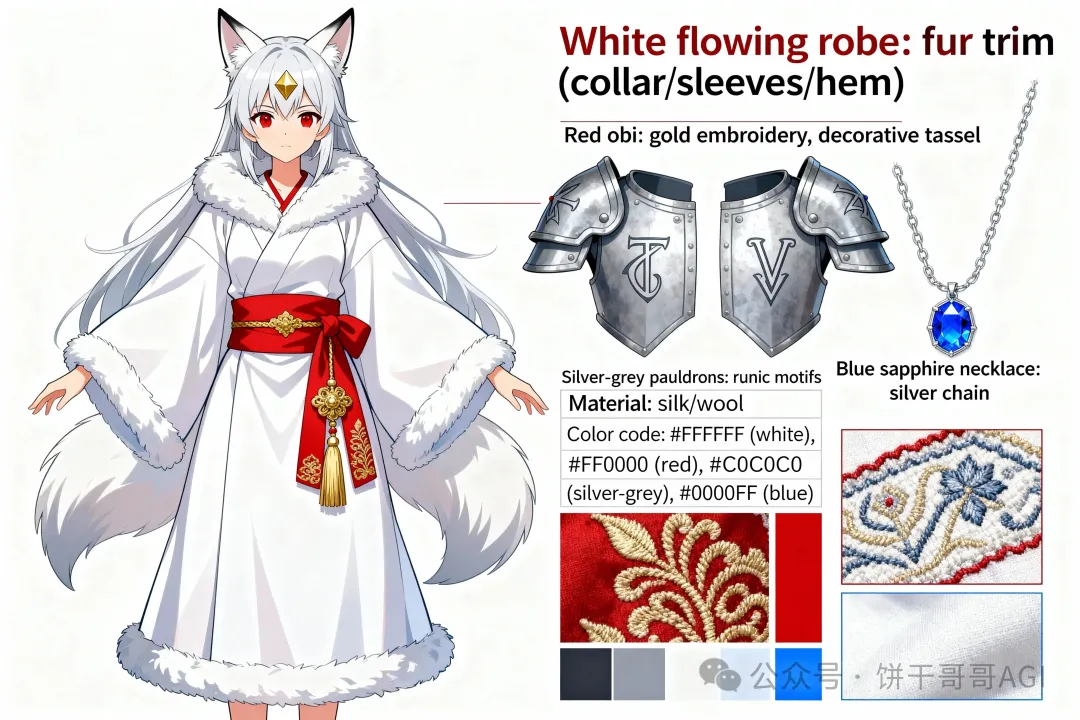 White flowing robe: fur trim
(collar/sleeves/hem)
Red obi: gold embroidery, decorative tassel
T V
Blue sapphire necklace:
silver chain
Silver-grey pauldrons: runic motifs
Material: silk/wool
Color code: #FFFFFF (white),
#FF0000 (red), #C0C0C0
(silver-grey), #0000FF (blue)
公众号 · 饼干哥哥AGI